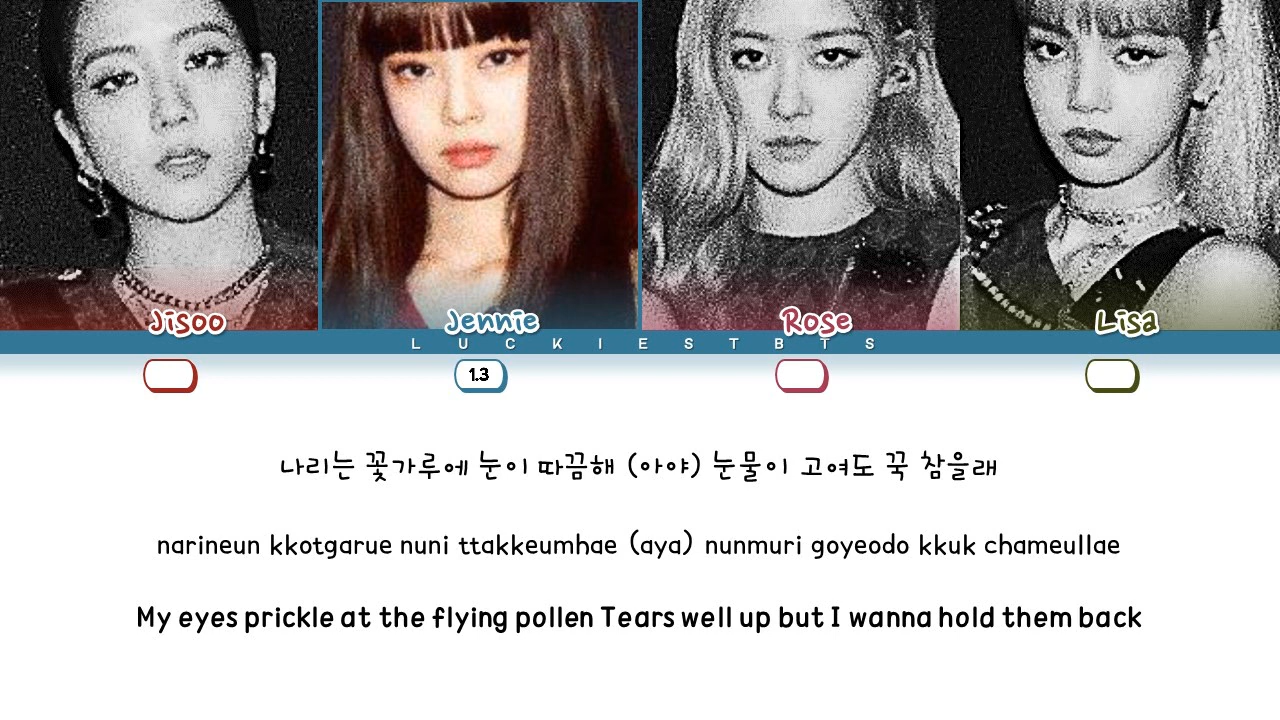 Jisoo Jennie Rose Lisa
LUCKIESTBTS
1.3
나리는 꽃가루에 눈이 따끔해 (아야) 눈물이 고여도 꾹 참을래
narineun kkotgarue nuni ttakkeumhae (aya) nunmuri goyeodo kkuk chameullae
My eyes prickle at the flying pollen Tears well up but I wanna hold them back